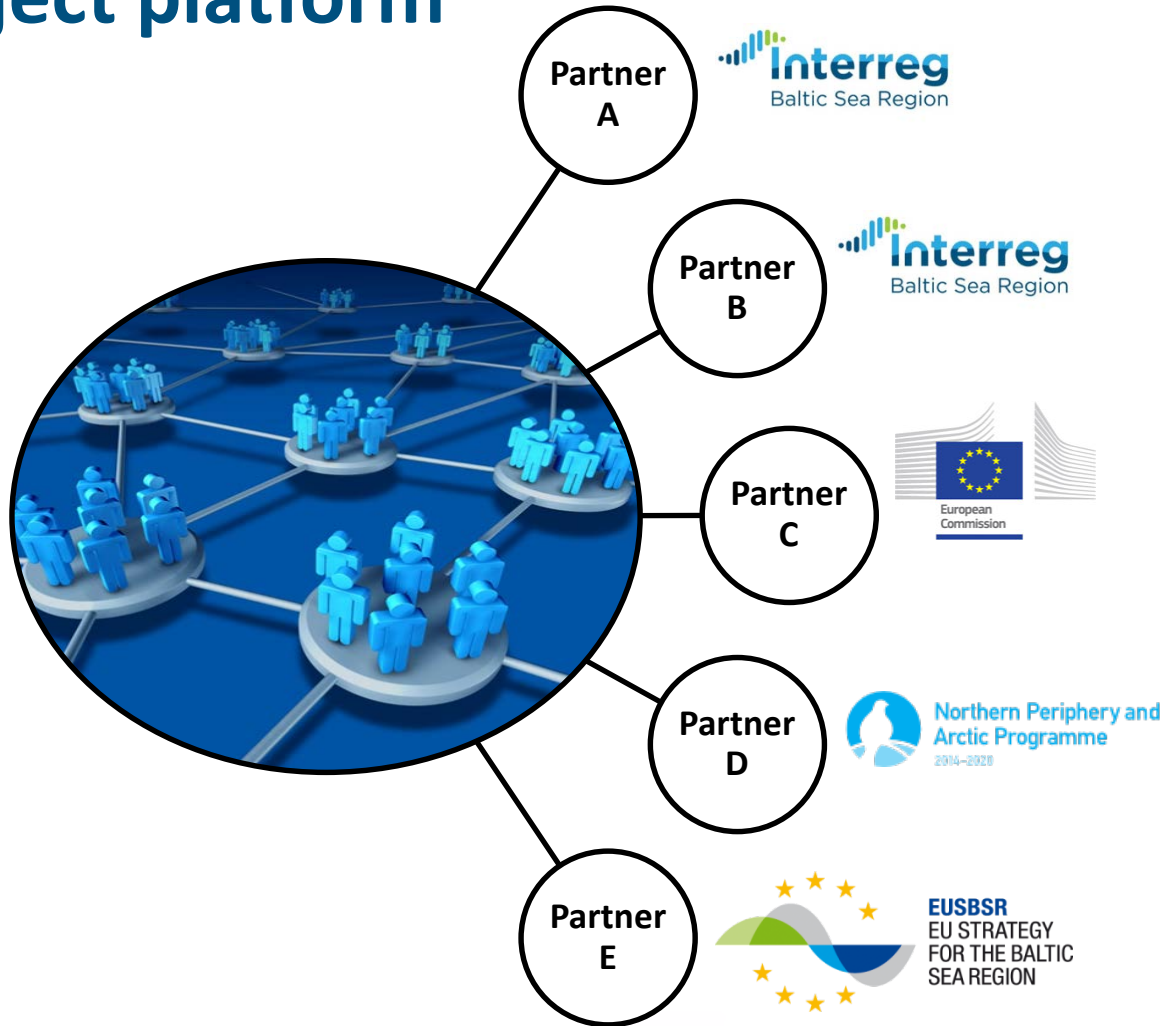 ject platform
Partner
A
Interreg
Baltic Sea Region
Partner
B
Interreg
Baltic Sea Region
Partner
C
European
Commission
Partner
D
Northern Periphery and
Arctic Programme
2014–2020
Partner
E
EUSBSR
EU STRATEGY
FOR THE BALTIC
SEA REGION